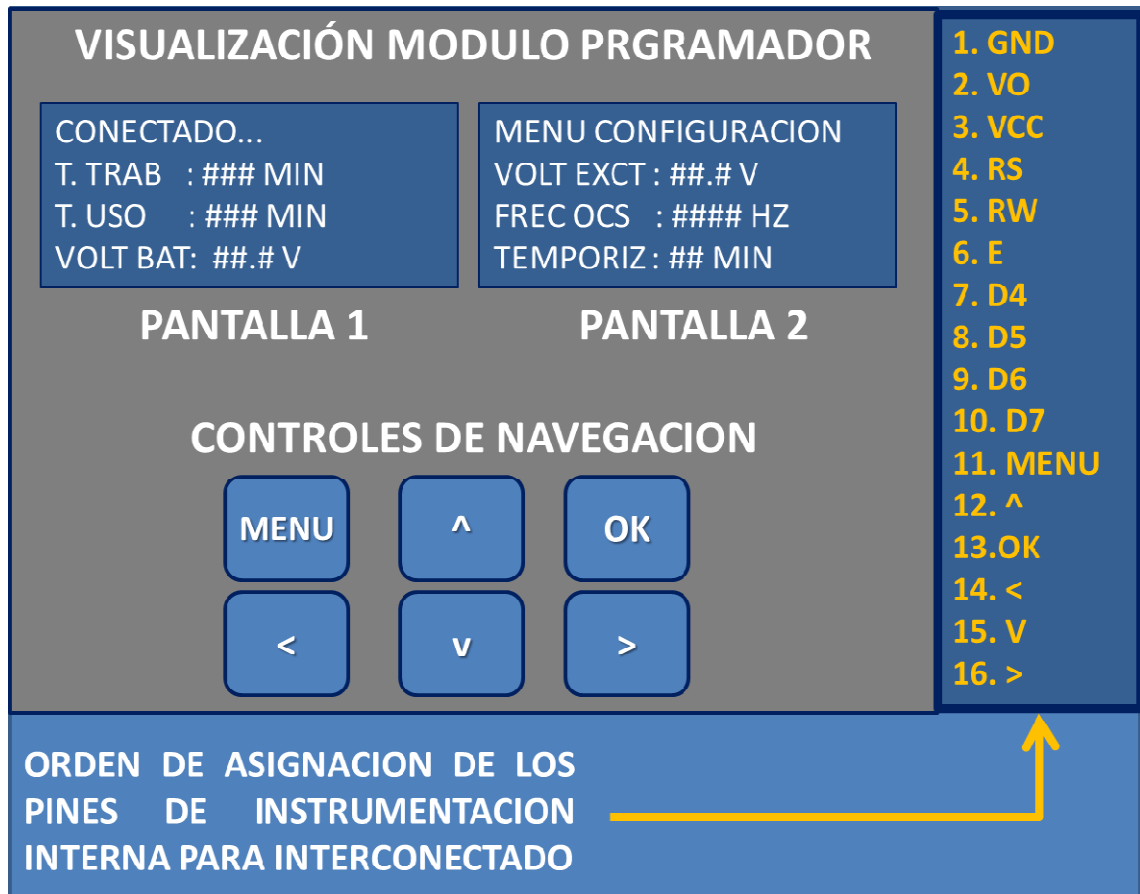 VISUALIZACIÓN MODULO PRGRAMADOR
CONECTADO...
T. TRAB : ### MIN
T. USO : ### MIN
VOLT BAT: ##.# V
PANTALLA 1
MENU CONFIGURACION
VOLT EXCT : ##.# V
FREC OCS : #### HZ
TEMPORIZ : ## MIN
PANTALLA 2
CONTROLES DE NAVEGACION
MENU ^ OK
< v >
1. GND
2. VO
3. VCC
4. RS
5. RW
6. E
7. D4
8. D5
9. D6
10. D7
11. MENU
12. ^
13.OK
14. <
15. V
16. >
ORDEN DE ASIGNACION DE LOS
PINES DE INSTRUMENTACION
INTERNA PARA INTERCONECTADO